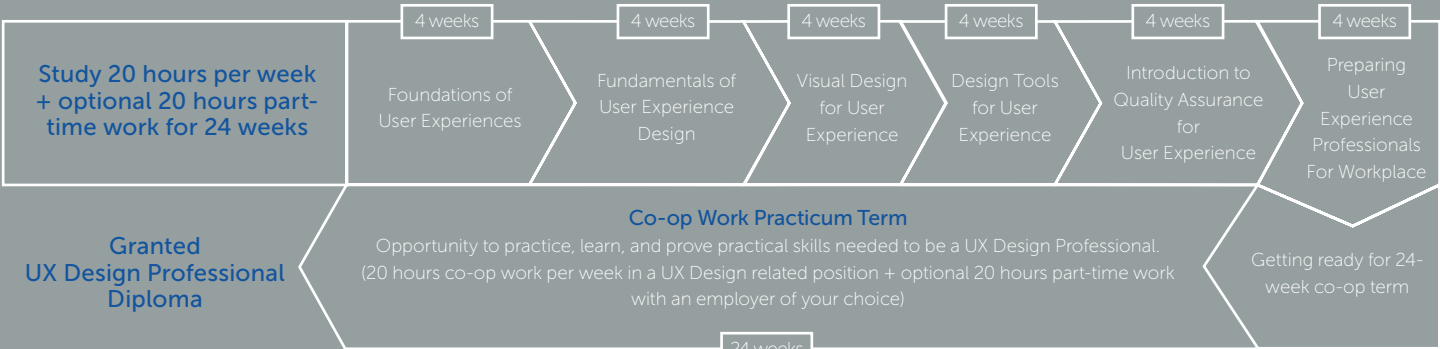 4 weeks
4 weeks
4 weeks
4 weeks
4 weeks
4 weeks
Study 20 hours per week
+ optional 20 hours part-
time work for 24 weeks
Foundations of
User Experiences
Fundamentals of
User Experience
Design
Visual Design
for User
Experience
Design Tools
for User
Experience
Introduction to
Quality Assurance
for
User Experience
Preparing
User
Experience
Professionals
For Workplace
Getting ready for 24-
week co-op term
Co-op Work Practicum Term
Opportunity to practice, learn, and prove practical skills needed to be a UX Design Professional.
(20 hours co-op work per week in a UX Design related position + optional 20 hours part-time work
with an employer of your choice)
24 weeks
Granted
UX Design Professional
Diploma